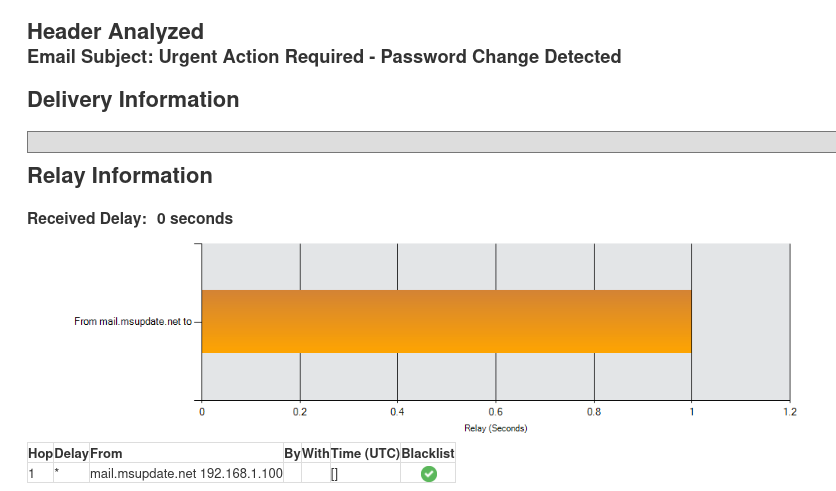 Header Analyzed
Email Subject: Urgent Action Required - Password Change Detected
Delivery Information
Relay Information
Received Delay: 0 seconds
From mail.msupdate.net to
0 0.2 0.4 0.6 0.8 1 1.2
Relay (Seconds)
Hop Delay From By With Time (UTC) Blacklist
1 * mail.msupdate.net 192.168.1.100 []